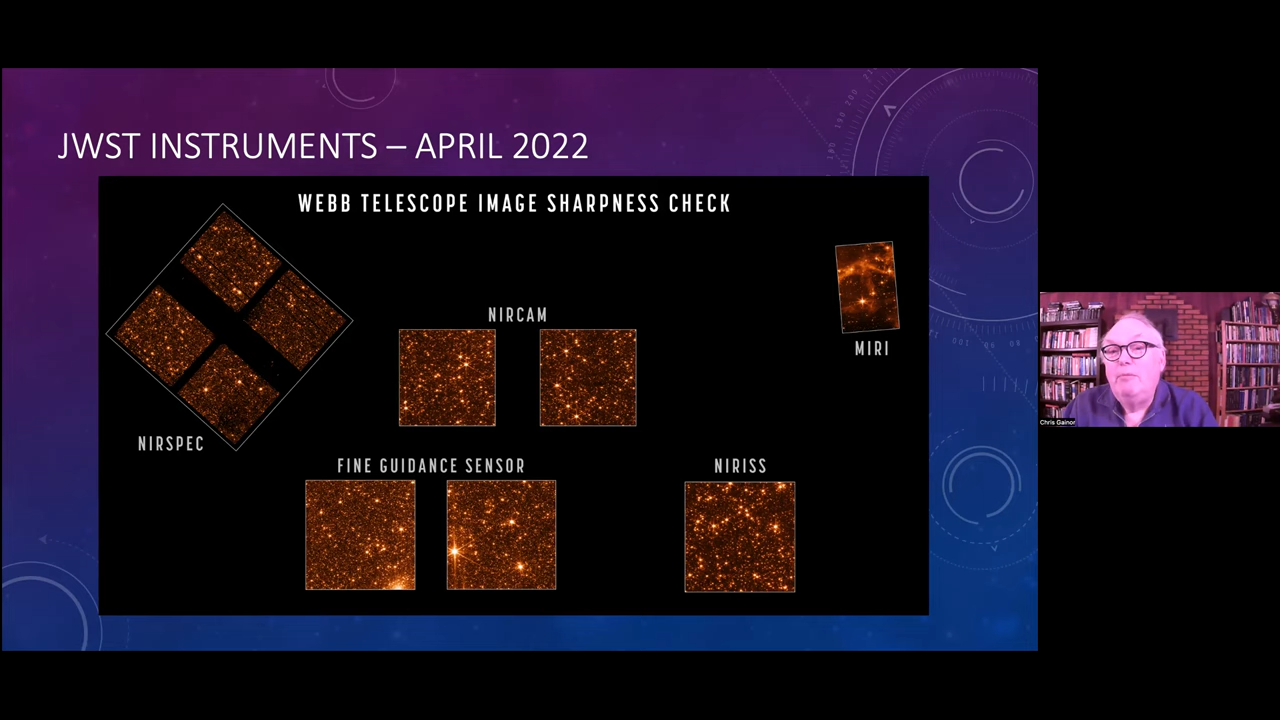 JWST INSTRUMENTS – APRIL 2022
WEBB TELESCOPE IMAGE SHARPNESS CHECK
NIRCAM
MIRI
NIRSPEC
FINE GUIDANCE SENSOR
NIRISS
Chris Gainor